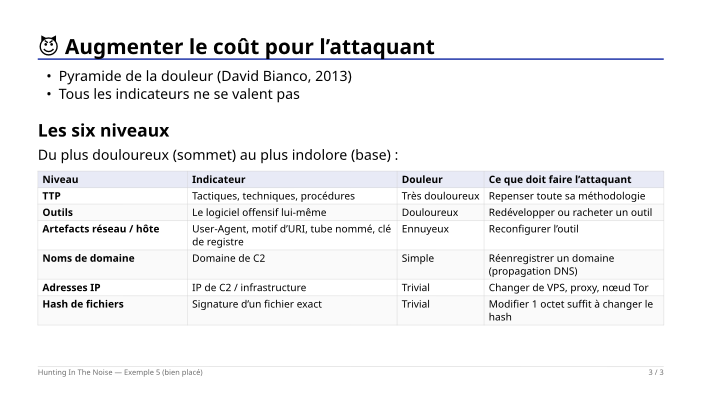 😈 Augmenter le coût pour l’attaquant
• Pyramide de la douleur (David Bianco, 2013)
• Tous les indicateurs ne se valent pas
Les six niveaux
Du plus douloureux (sommet) au plus indolore (base) :
Niveau Indicateur Douleur Ce que doit faire l’attaquant
TTP Tactiques, techniques, procédures Très douloureux Repenser toute sa méthodologie
Outils Le logiciel offensif lui-même Douloureux Redévelopper ou racheter un outil
Artefacts réseau / hôte User-Agent, motif d’URI, tube nommé, clé Ennuyeux Reconfigurer l’outil
de registre
Noms de domaine Domaine de C2 Simple Réenregistrer un domaine
(propagation DNS)
Adresses IP IP de C2 / infrastructure Trivial Changer de VPS, proxy, nœud Tor
Hash de fichiers Signature d’un fichier exact Trivial Modifier 1 octet suffit à changer le
hash
Hunting In The Noise — Exemple 5 (bien placé) 3 / 3